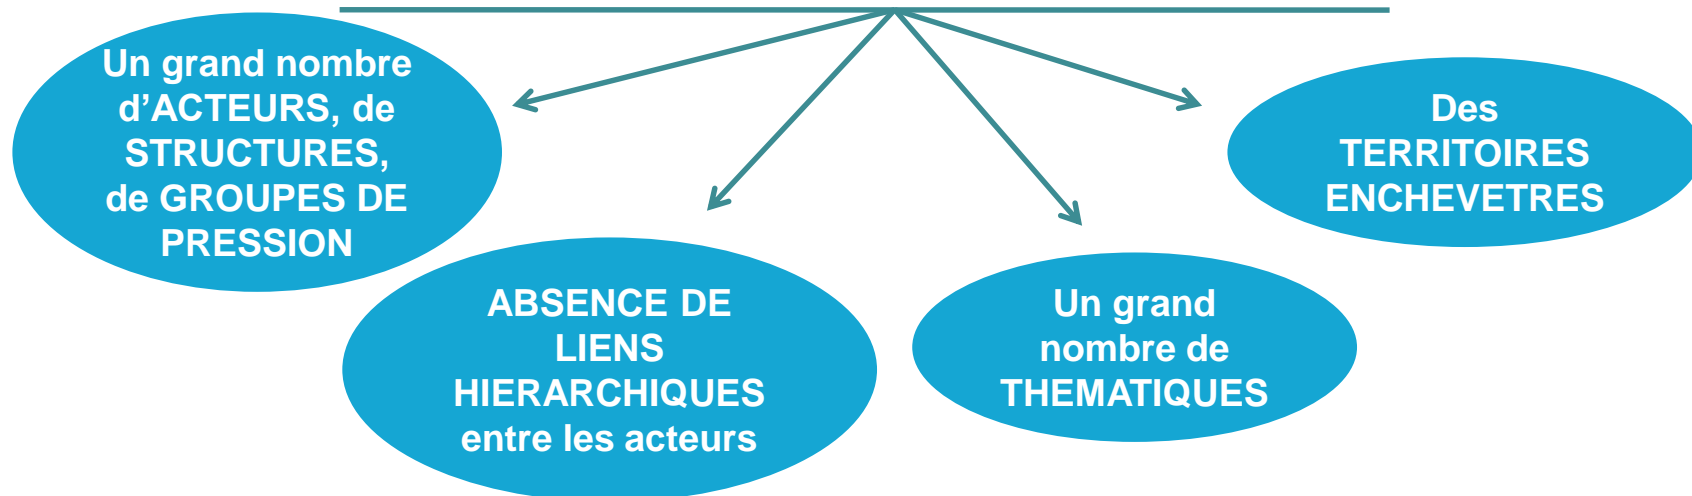 Un grand nombre
d’ACTEURS, de
STRUCTURES,
de GROUPES DE
PRESSION
ABSENCE DE
LIENS
HIERARCHIQUES
entre les acteurs
Un grand
nombre de
THEMATIQUES
Des
TERRITOIRES
ENCHEVETRES